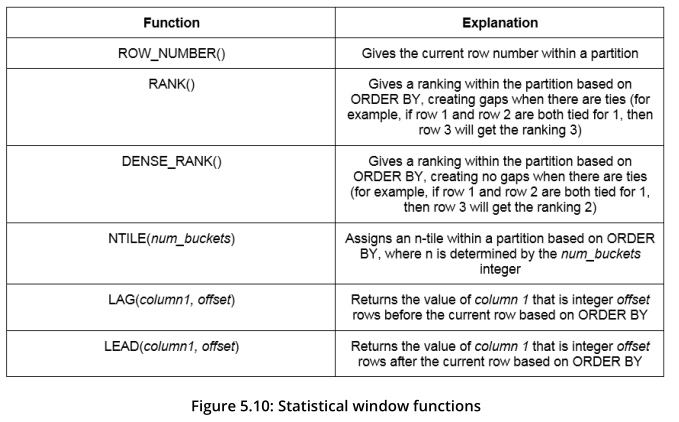 Function
Explanation
ROW_NUMBER()
Gives the current row number within a partition
RANK()
Gives a ranking within the partition based on
ORDER BY, creating gaps when there are ties (for
example, if row 1 and row 2 are both tied for 1, then
row 3 will get the ranking 3)
DENSE_RANK()
Gives a ranking within the partition based on
ORDER BY, creating no gaps when there are ties
(for example, if row 1 and row 2 are both tied for 1,
then row 3 will get the ranking 2)
NTILE(num_buckets)
Assigns an n-tile within a partition based on ORDER
BY, where n is determined by the num_buckets
integer
LAG(column1, offset)
Returns the value of column 1 that is integer offset
rows before the current row based on ORDER BY
LEAD(column1, offset)
Returns the value of column 1 that is integer offset
rows after the current row based on ORDER BY
Figure 5.10: Statistical window functions